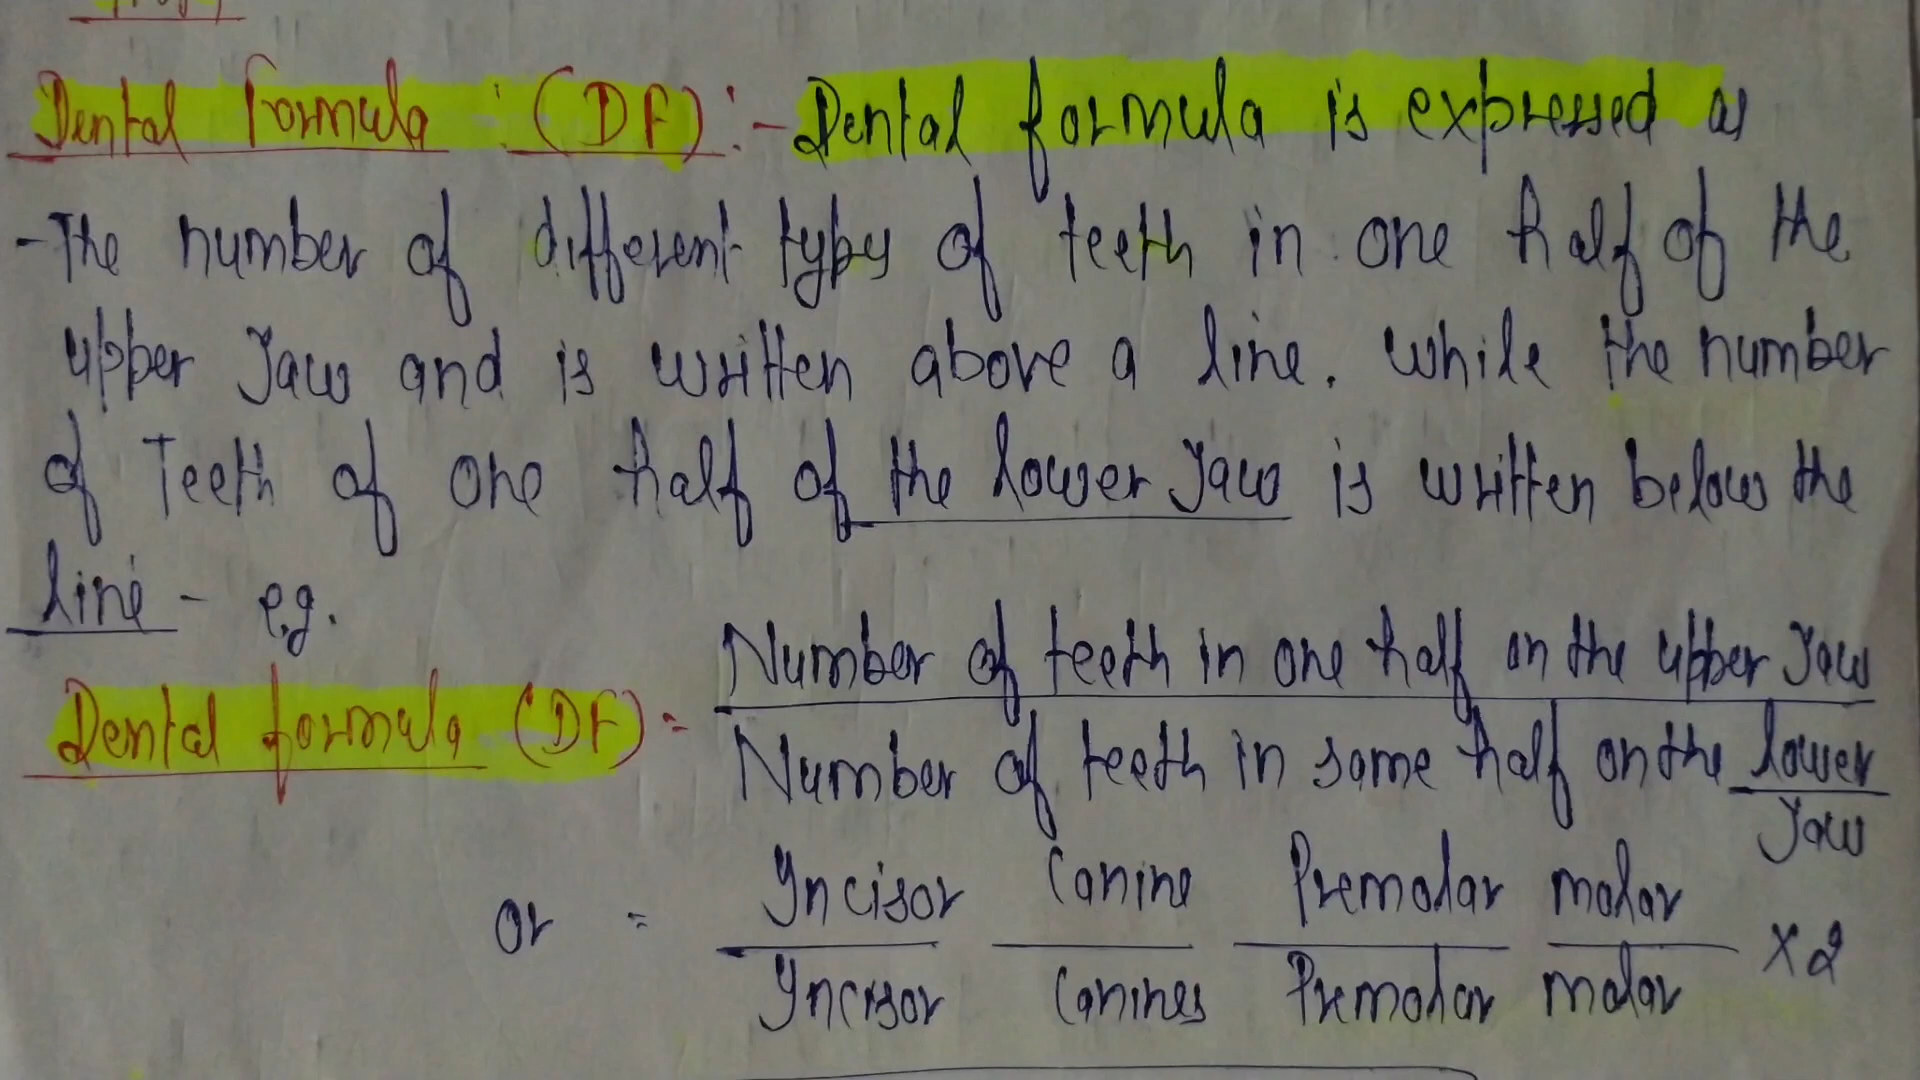 Dental formula : (DF) :- Dental formula is expressed as
- The number of different types of teeth in one half of the
upper Jaw and is written above a line. while the number
of Teeth of one half of the lower Jaw is written below the
line - e.g.
Number of teeth in one half on the upper Jaw
Dental formula (DF) =
Number of teeth in same half on the lower
Jaw
Incisor Canine Premolar molar
or = × 2
Incisor Canines Premolar molar